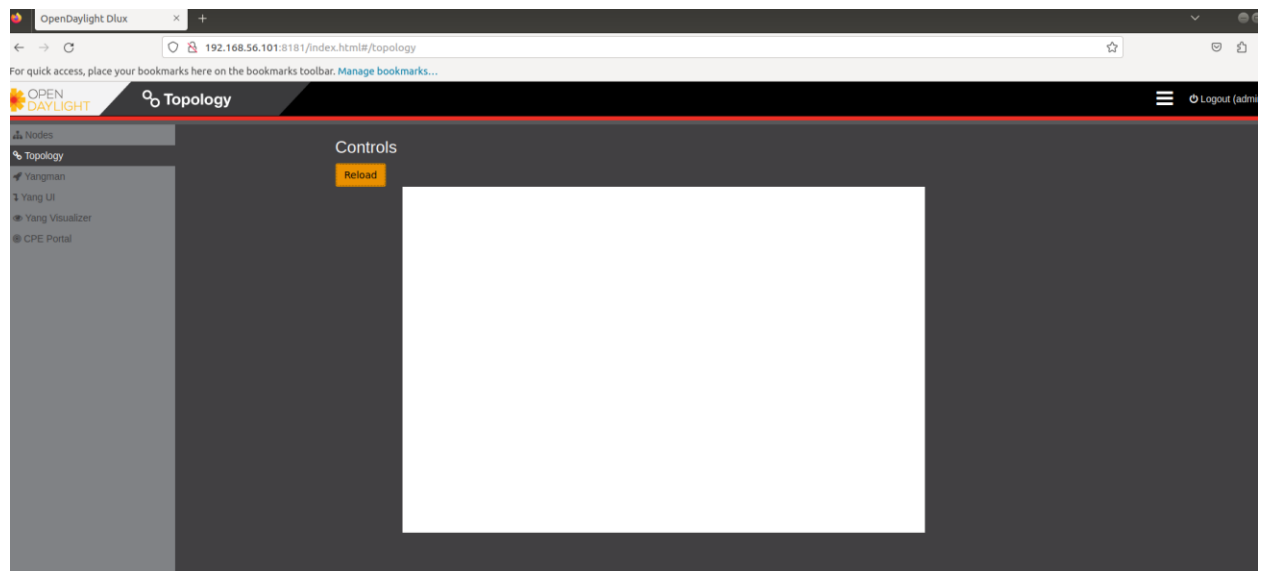 OpenDaylight Dlux
192.168.56.101:8181/index.html#/topology
For quick access, place your bookmarks here on the bookmarks toolbar. Manage bookmarks...
OPEN
DAYLIGHT
Topology
Logout (admi
Nodes
Topology
Yangman
Yang UI
Yang Visualizer
CPE Portal
Controls
Reload